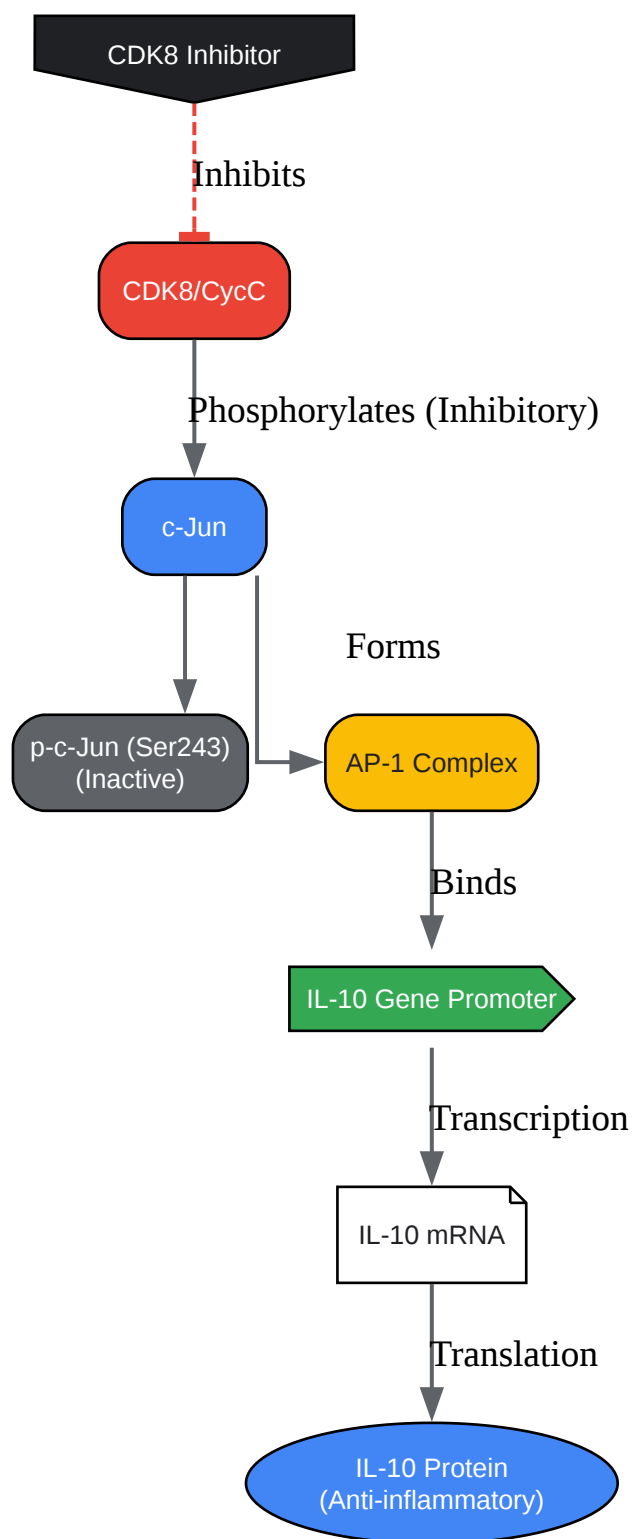 CDK8 Inhibitor
Inhibits
CDK8/CycC
Phosphorylates (Inhibitory)
c-Jun
Forms
p-c-Jun (Ser243)
(Inactive)
AP-1 Complex
Binds
IL-10 Gene Promoter
Transcription
IL-10 mRNA
Translation
IL-10 Protein
(Anti-inflammatory)